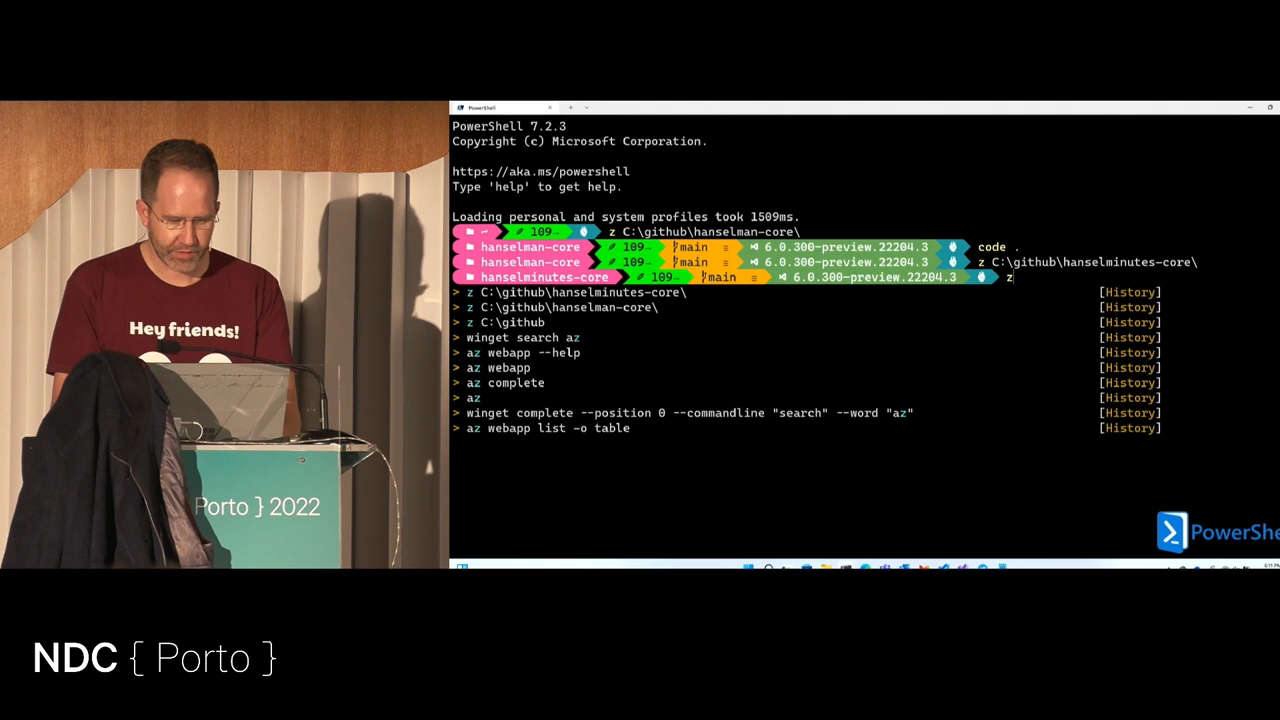 PowerShell
PowerShell 7.2.3
Copyright (c) Microsoft Corporation.
https://aka.ms/powershell
Type 'help' to get help.
Loading personal and system profiles took 1509ms.
~ 109 z C:\github\hanselman-core\
hanselman-core 109 main ≡ 6.0.300-preview.22204.3 code .
hanselman-core 109 main ≡ 6.0.300-preview.22204.3 z C:\github\hanselminutes-core\
hanselminutes-core 109 main ≡ 6.0.300-preview.22204.3 z
> z C:\github\hanselminutes-core\ [History]
> z C:\github\hanselman-core\ [History]
> z C:\github [History]
> winget search az [History]
> az webapp --help [History]
> az webapp [History]
> az complete [History]
> az [History]
> winget complete --position 0 --commandline "search" --word "az" [History]
> az webapp list -o table [History]
PowerShe
Hey friends!
Porto } 2022
NDC { Porto }